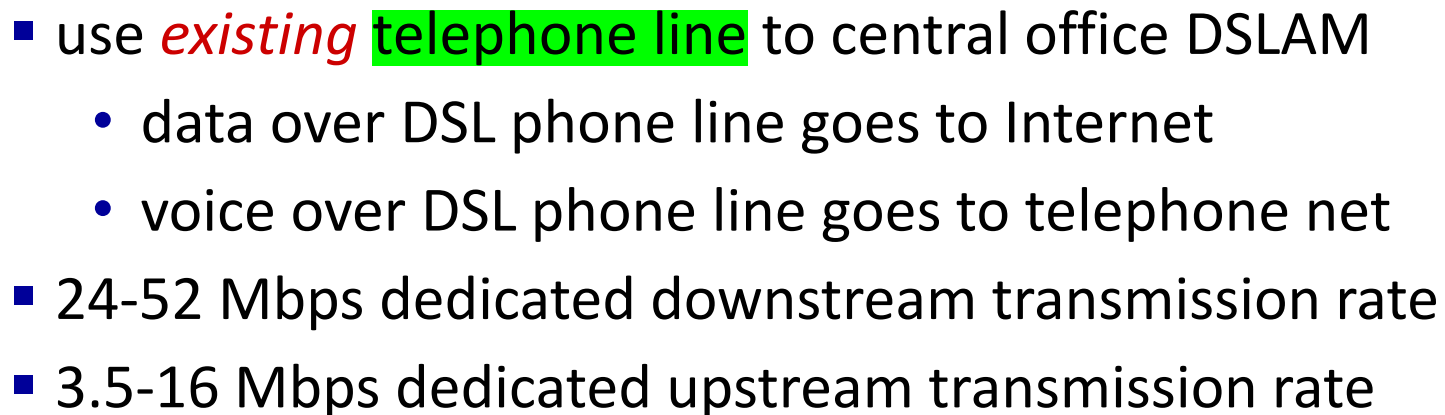 ▪ use existing telephone line to central office DSLAM
• data over DSL phone line goes to Internet
• voice over DSL phone line goes to telephone net
▪ 24-52 Mbps dedicated downstream transmission rate
▪ 3.5-16 Mbps dedicated upstream transmission rate